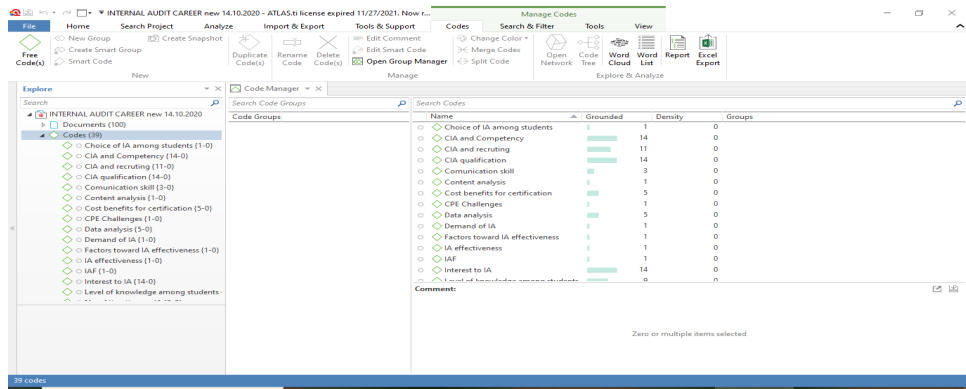 INTERNAL AUDIT CAREER new 14.10.2020 - ATLAS.ti license expired 11/27/2021. Now r... Manage Codes
File Home Search Project Analyze Import & Export Tools & Support Codes Search & Filter Tools View
New Group Create Snapshot Edit Comment Change Color
Create Smart Group Edit Smart Code Merge Codes
Smart Code Open Group Manager Split Code
Free Code(s) Duplicate Code(s) Rename Code Delete Code(s) Open Network Code Tree Word Cloud Word List Report Excel Export
New Manage Explore & Analyze
Explore Code Manager
Search Search Code Groups Search Codes
INTERNAL AUDIT CAREER new 14.10.2020 Code Groups Name Grounded Density Groups
Documents (100)
Codes (39)
Choice of IA among students {1-0}
CIA and Competency {14-0}
CIA and recruting {11-0}
CIA qualification {14-0}
Comunication skill {3-0}
Content analysis {1-0}
Cost benefits for certification {5-0}
CPE Challenges {1-0}
Data analysis {5-0}
Demand of IA {1-0}
Factors toward IA effectiveness {1-0}
IA effectiveness {1-0}
IAF {1-0}
Interest to IA {14-0}
Level of knowledge among students
Choice of IA among students 1 0
CIA and Competency 14 0
CIA and recruting 11 0
CIA qualification 14 0
Comunication skill 3 0
Content analysis 1 0
Cost benefits for certification 5 0
CPE Challenges 1 0
Data analysis 5 0
Demand of IA 1 0
Factors toward IA effectiveness 1 0
IA effectiveness 1 0
IAF 1 0
Interest to IA 14 0
Level of knowledge among students 9 0
Comment:
Zero or multiple items selected
39 codes